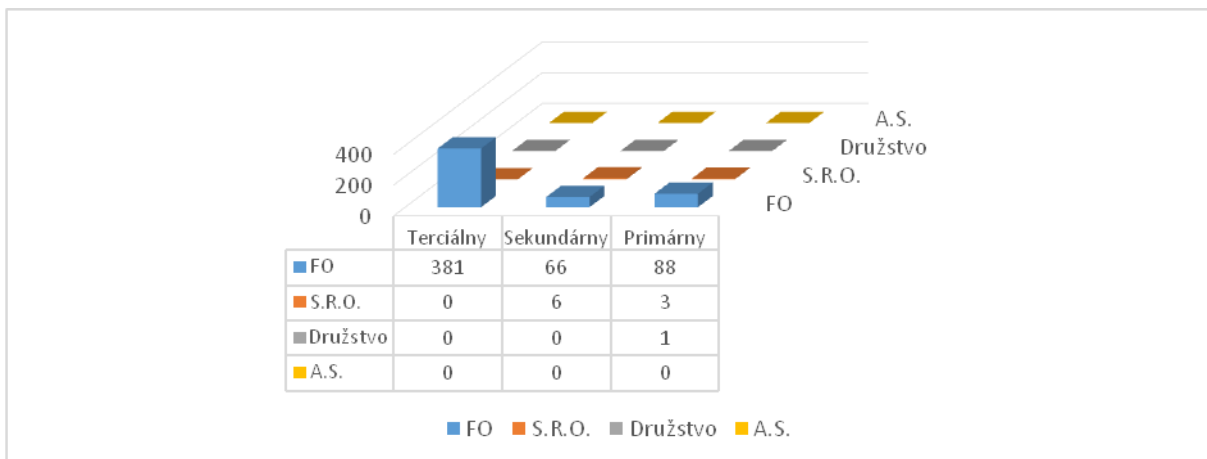 A.S.
Družstvo
S.R.O.
FO
400
200
0
Terciálny Sekundárny Primárny
FO 381 66 88
S.R.O. 0 6 3
Družstvo 0 0 1
A.S. 0 0 0
FO S.R.O. Družstvo A.S.